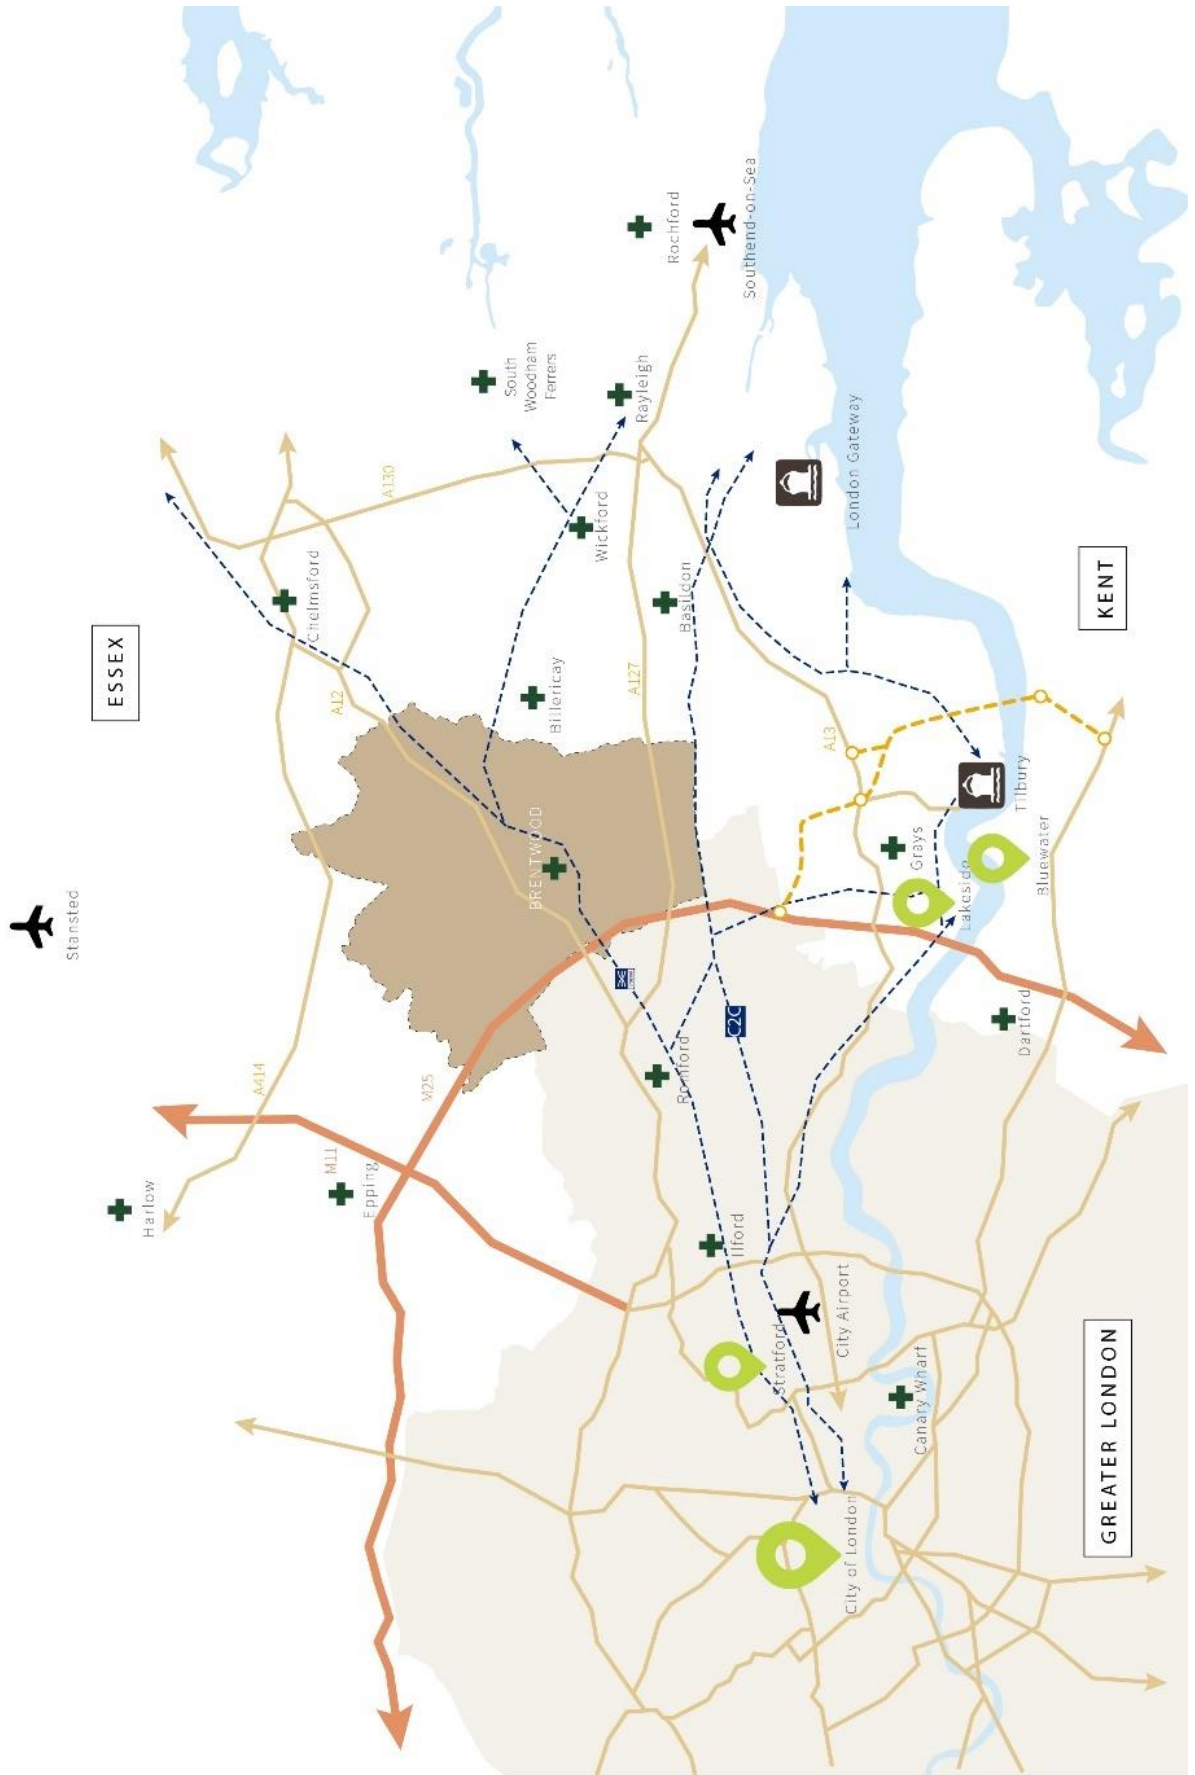 Stansted
Harlow
ESSEX
A414
M11
Epping
Chelmsford
A130
A12
M25
South
Woodham
Ferrers
BRENTWOOD
Billericay
Wickford
Rochford
Rayleigh
A127
Basildon
Romford
C2C
Ilford
Southend-on-Sea
Stratford
City Airport
A13
London Gateway
City of London
Canary Wharf
Grays
Lakeside
Tilbury
Bluewater
Dartford
KENT
GREATER LONDON